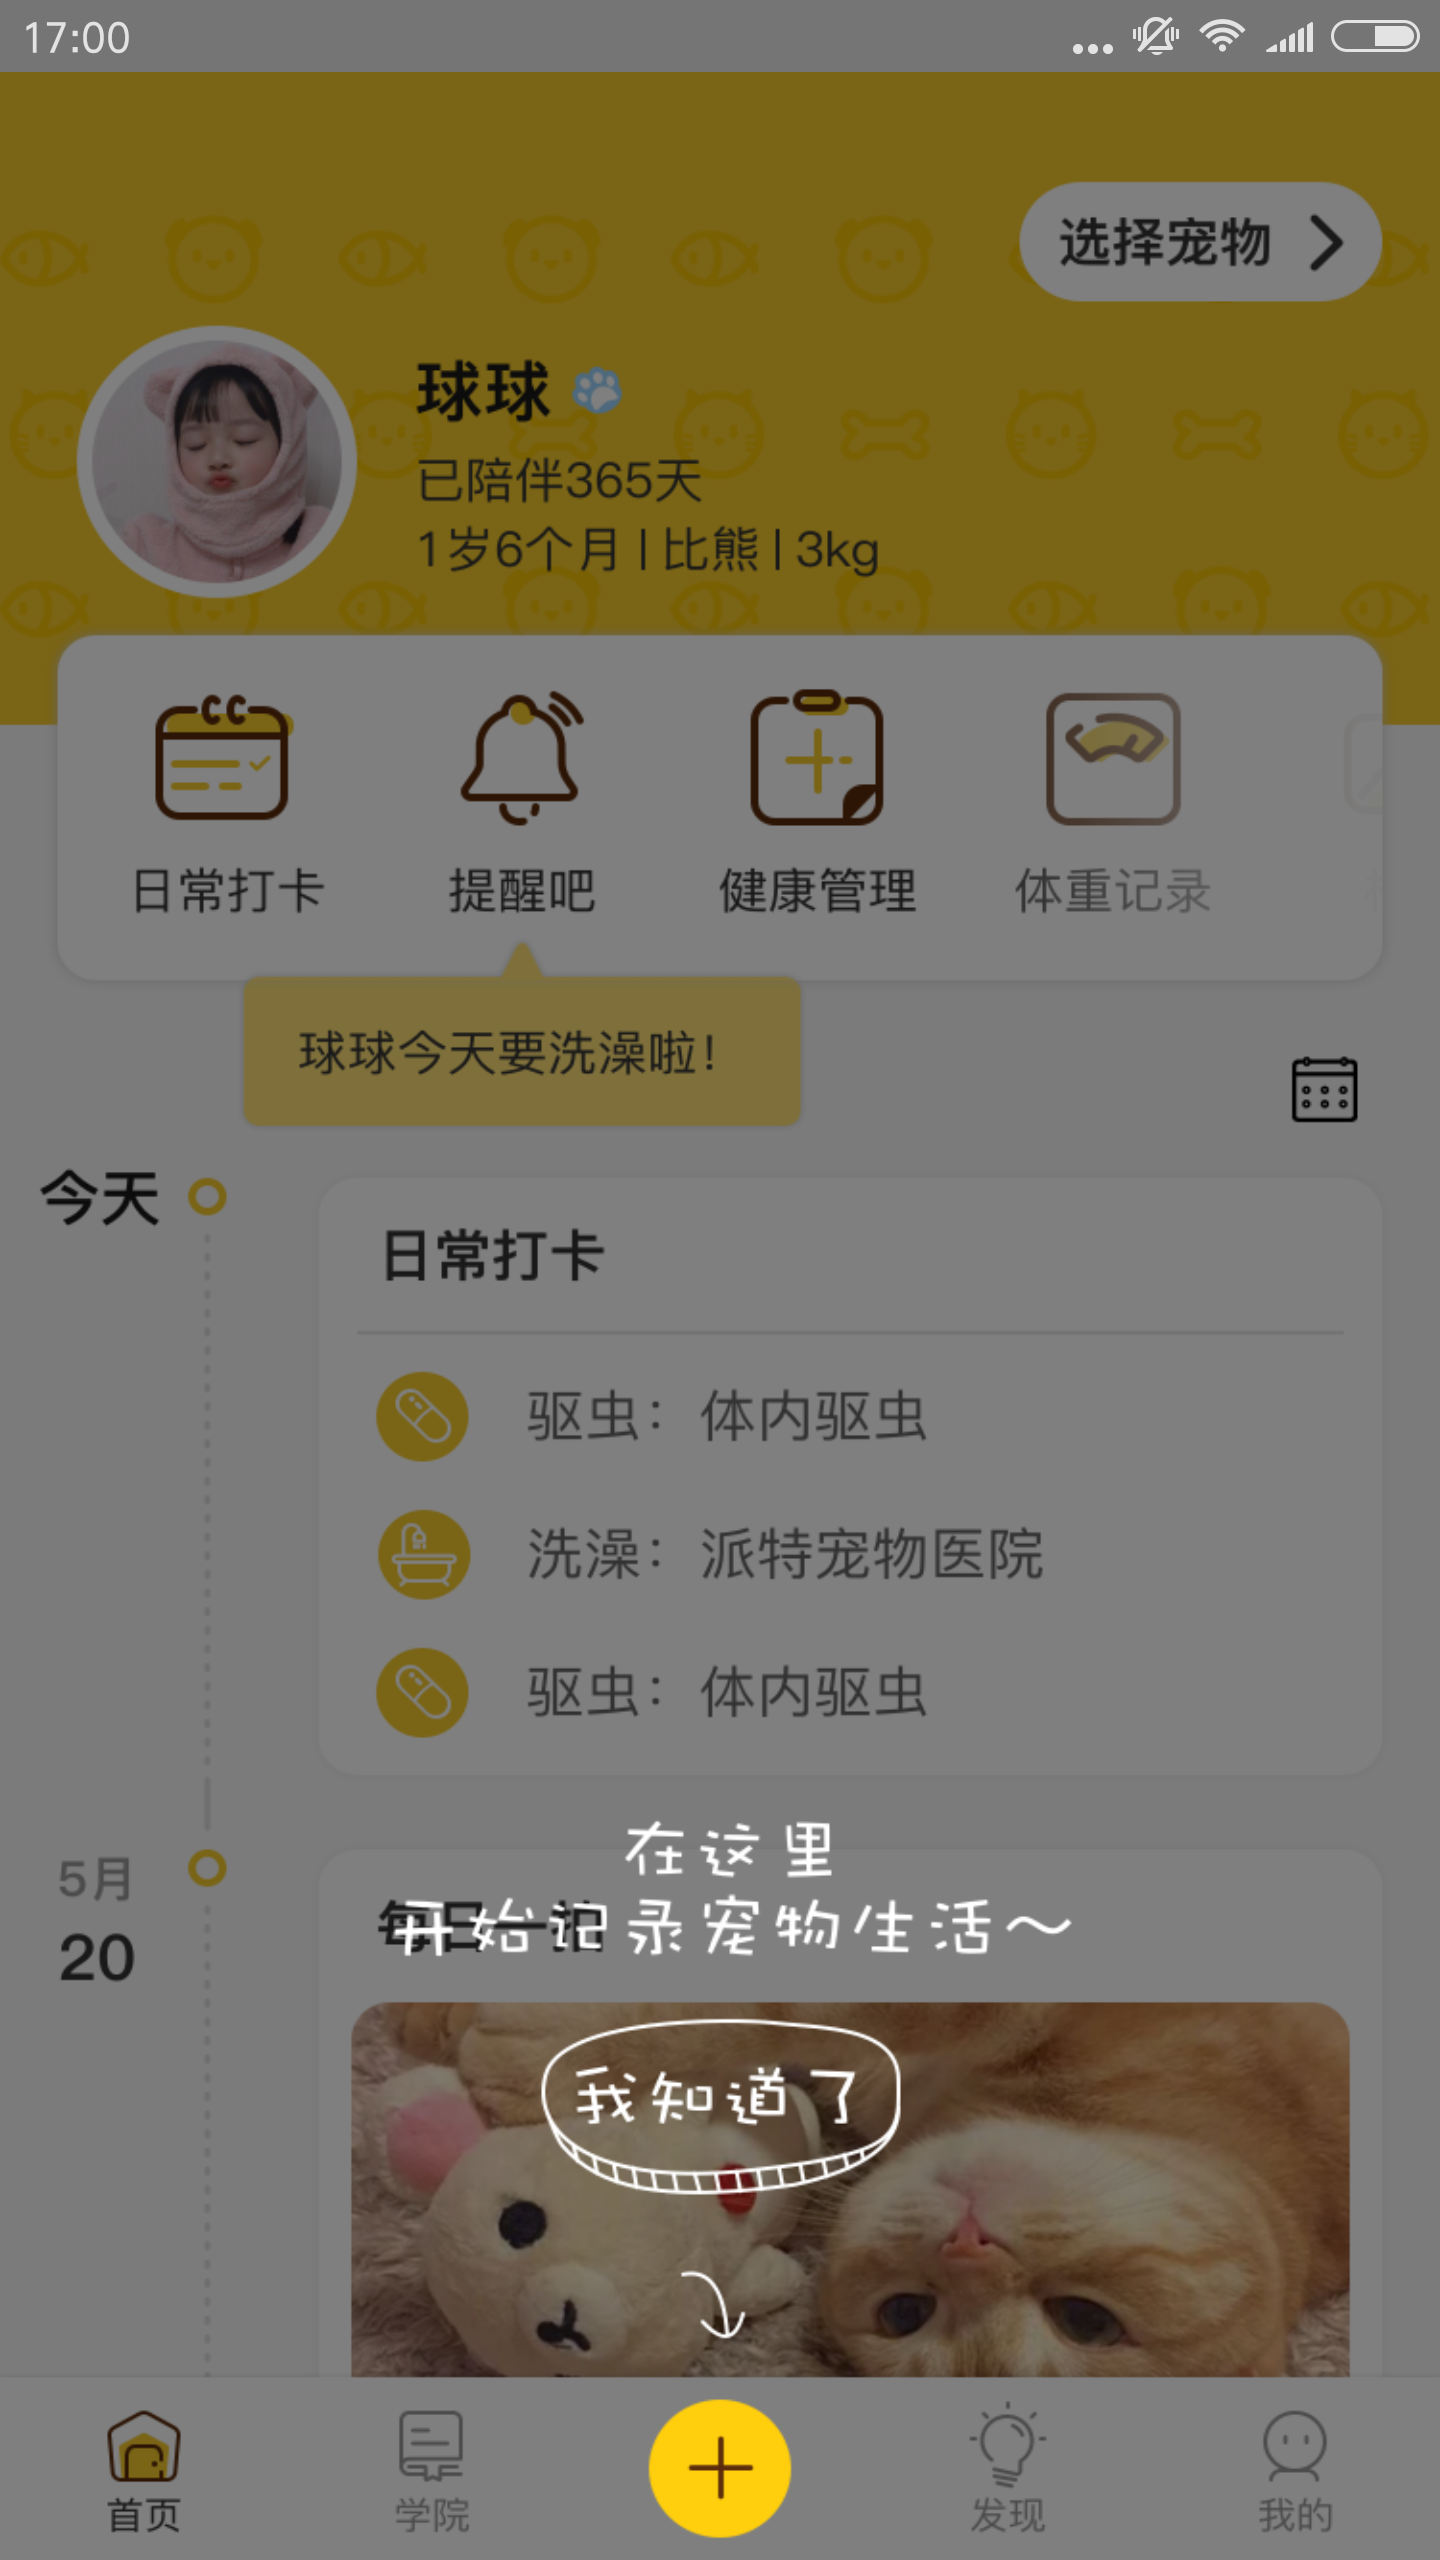 17:00
选择宠物
球球
已陪伴365天
1岁6个月 | 比熊 | 3kg
日常打卡
提醒吧
健康管理
体重记录
球球今天要洗澡啦！
今天
日常打卡
驱虫：体内驱虫
洗澡：派特宠物医院
驱虫：体内驱虫
在这里
开始记录宠物生活～
5月
20
每日一拍
我知道了
首页
学院
发现
我的